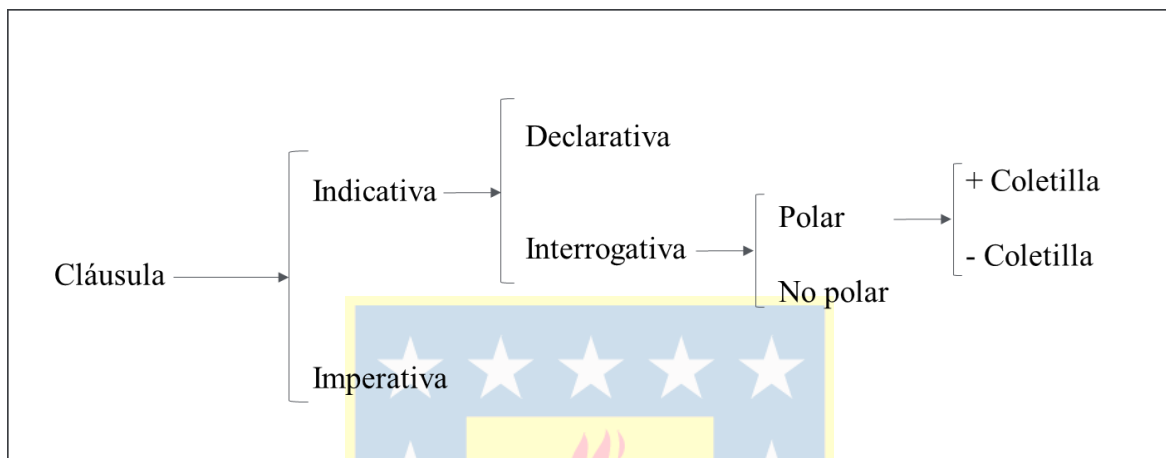 Declarativa
+ Coletilla
Indicativa
Polar
Interrogativa
- Coletilla
Cláusula
No polar
Imperativa